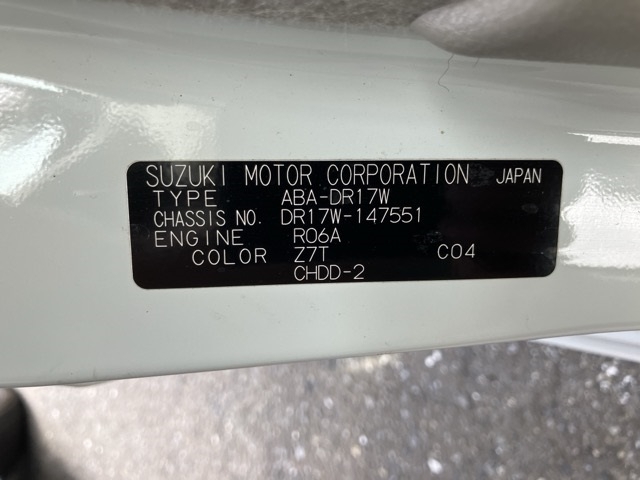 SUZUKI MOTOR CORPORATION JAPAN
TYPE ABA-DR17W
CHASSIS NO. DR17W-147551
ENGINE R06A
COLOR Z7T C04
CHDD-2